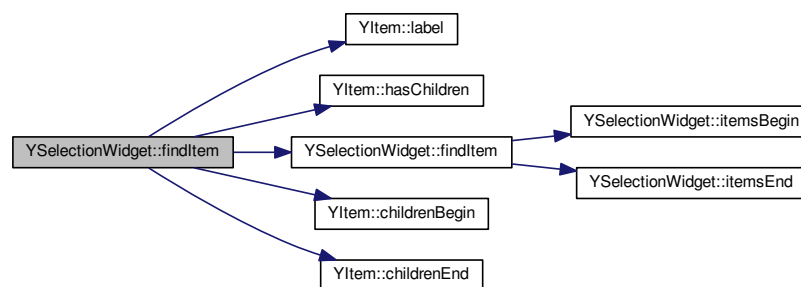 YItem::label
YItem::hasChildren
YSelectionWidget::itemsBegin
YSelectionWidget::findItem
YSelectionWidget::findItem
YSelectionWidget::itemsEnd
YItem::childrenBegin
YItem::childrenEnd